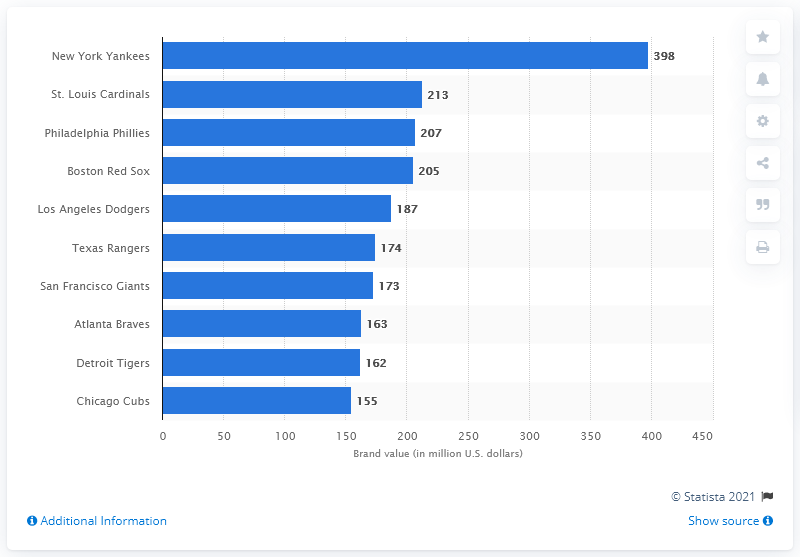 New York Yankees 398
St. Louis Cardinals 213
Philadelphia Phillies 207
Boston Red Sox 205
Los Angeles Dodgers 187
Texas Rangers 174
San Francisco Giants 173
Atlanta Braves 163
Detroit Tigers 162
Chicago Cubs 155
0 50 100 150 200 250 300 350 400 450
Brand value (in million U.S. dollars)
© Statista 2021
Additional Information Show source